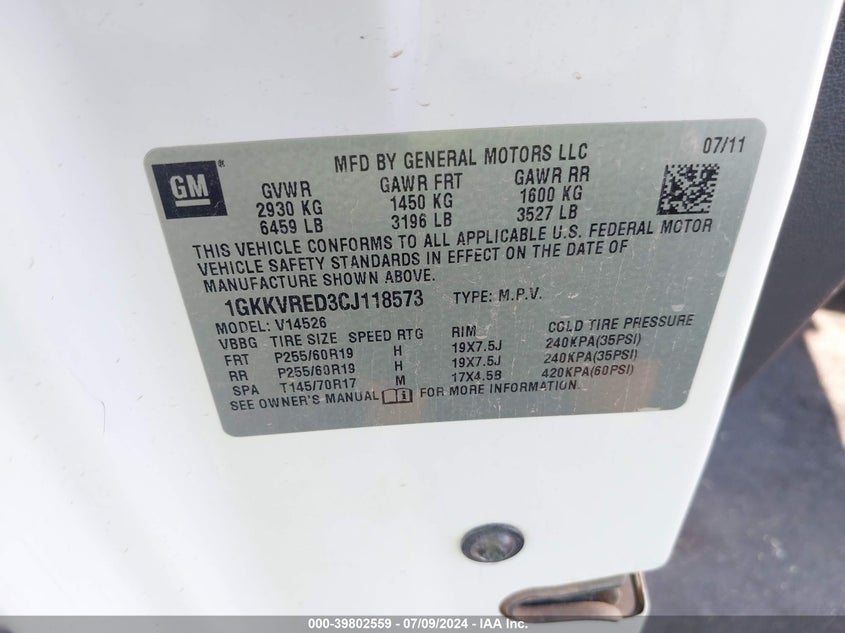 MFD BY GENERAL MOTORS LLC 07/11
GM ®
GVWR GAWR FRT GAWR RR
2930 KG 1450 KG 1600 KG
6459 LB 3196 LB 3527 LB
THIS VEHICLE CONFORMS TO ALL APPLICABLE U.S. FEDERAL MOTOR
VEHICLE SAFETY STANDARDS IN EFFECT ON THE DATE OF
MANUFACTURE SHOWN ABOVE.
1GKKVRED3CJ118573 TYPE: M.P.V.
MODEL: V14526
VBBG TIRE SIZE SPEED RTG RIM COLD TIRE PRESSURE
FRT P255/60R19 H 19X7.5J 240KPA(35PSI)
RR P255/60R19 H 19X7.5J 240KPA(35PSI)
SPA T145/70R17 M 17X4.5B 420KPA(60PSI)
SEE OWNER'S MANUAL FOR MORE INFORMATION.
000-39802559 - 07/09/2024 - IAA Inc.